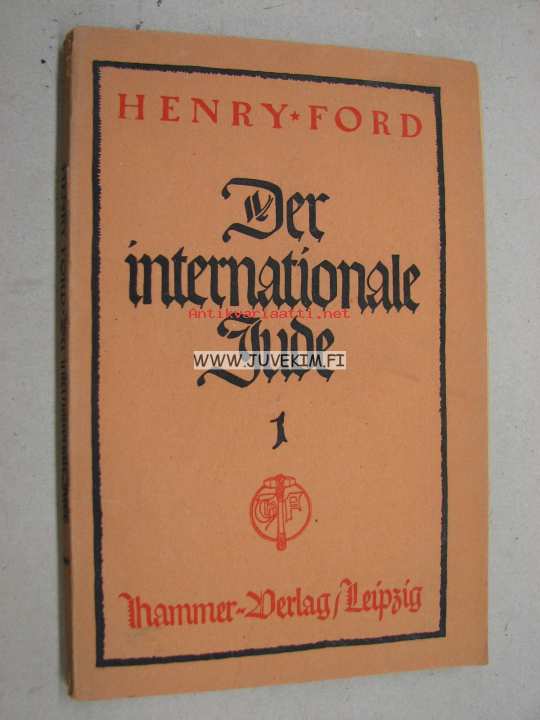 HENRY★FORD
Der
internationale
Antikvariaatti.net
Jude
WWW.JUVEKIM.FI
1
Hammer-Verlag/Leipzig